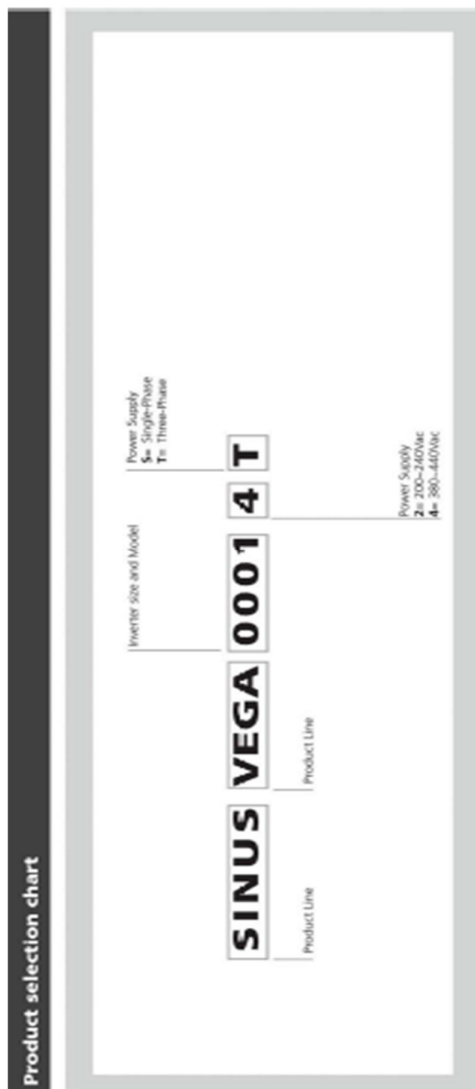 Product selection chart
Power Supply
S= Single-Phase
T= Three-Phase
Inverter size and Model
SINUS VEGA 0001 4 T
Product Line
Product Line
Power Supply
2= 200~240Vac
4= 380~440Vac